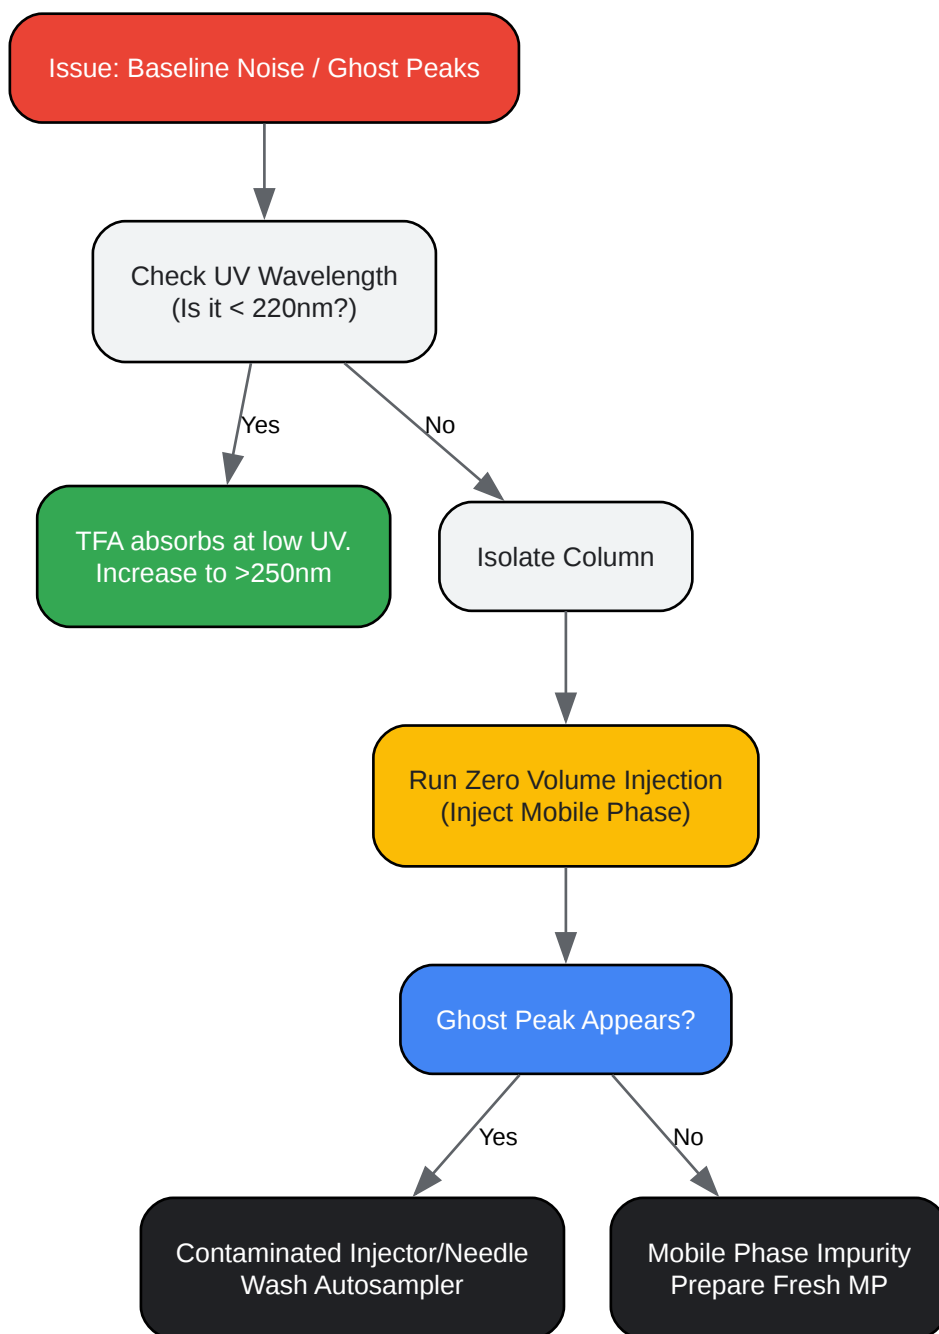 Issue: Baseline Noise / Ghost Peaks
Check UV Wavelength
(Is it < 220nm?)
Yes
No
TFA absorbs at low UV.
Increase to >250nm
Isolate Column
Run Zero Volume Injection
(Inject Mobile Phase)
Ghost Peak Appears?
Yes
No
Contaminated Injector/Needle
Wash Autosampler
Mobile Phase Impurity
Prepare Fresh MP